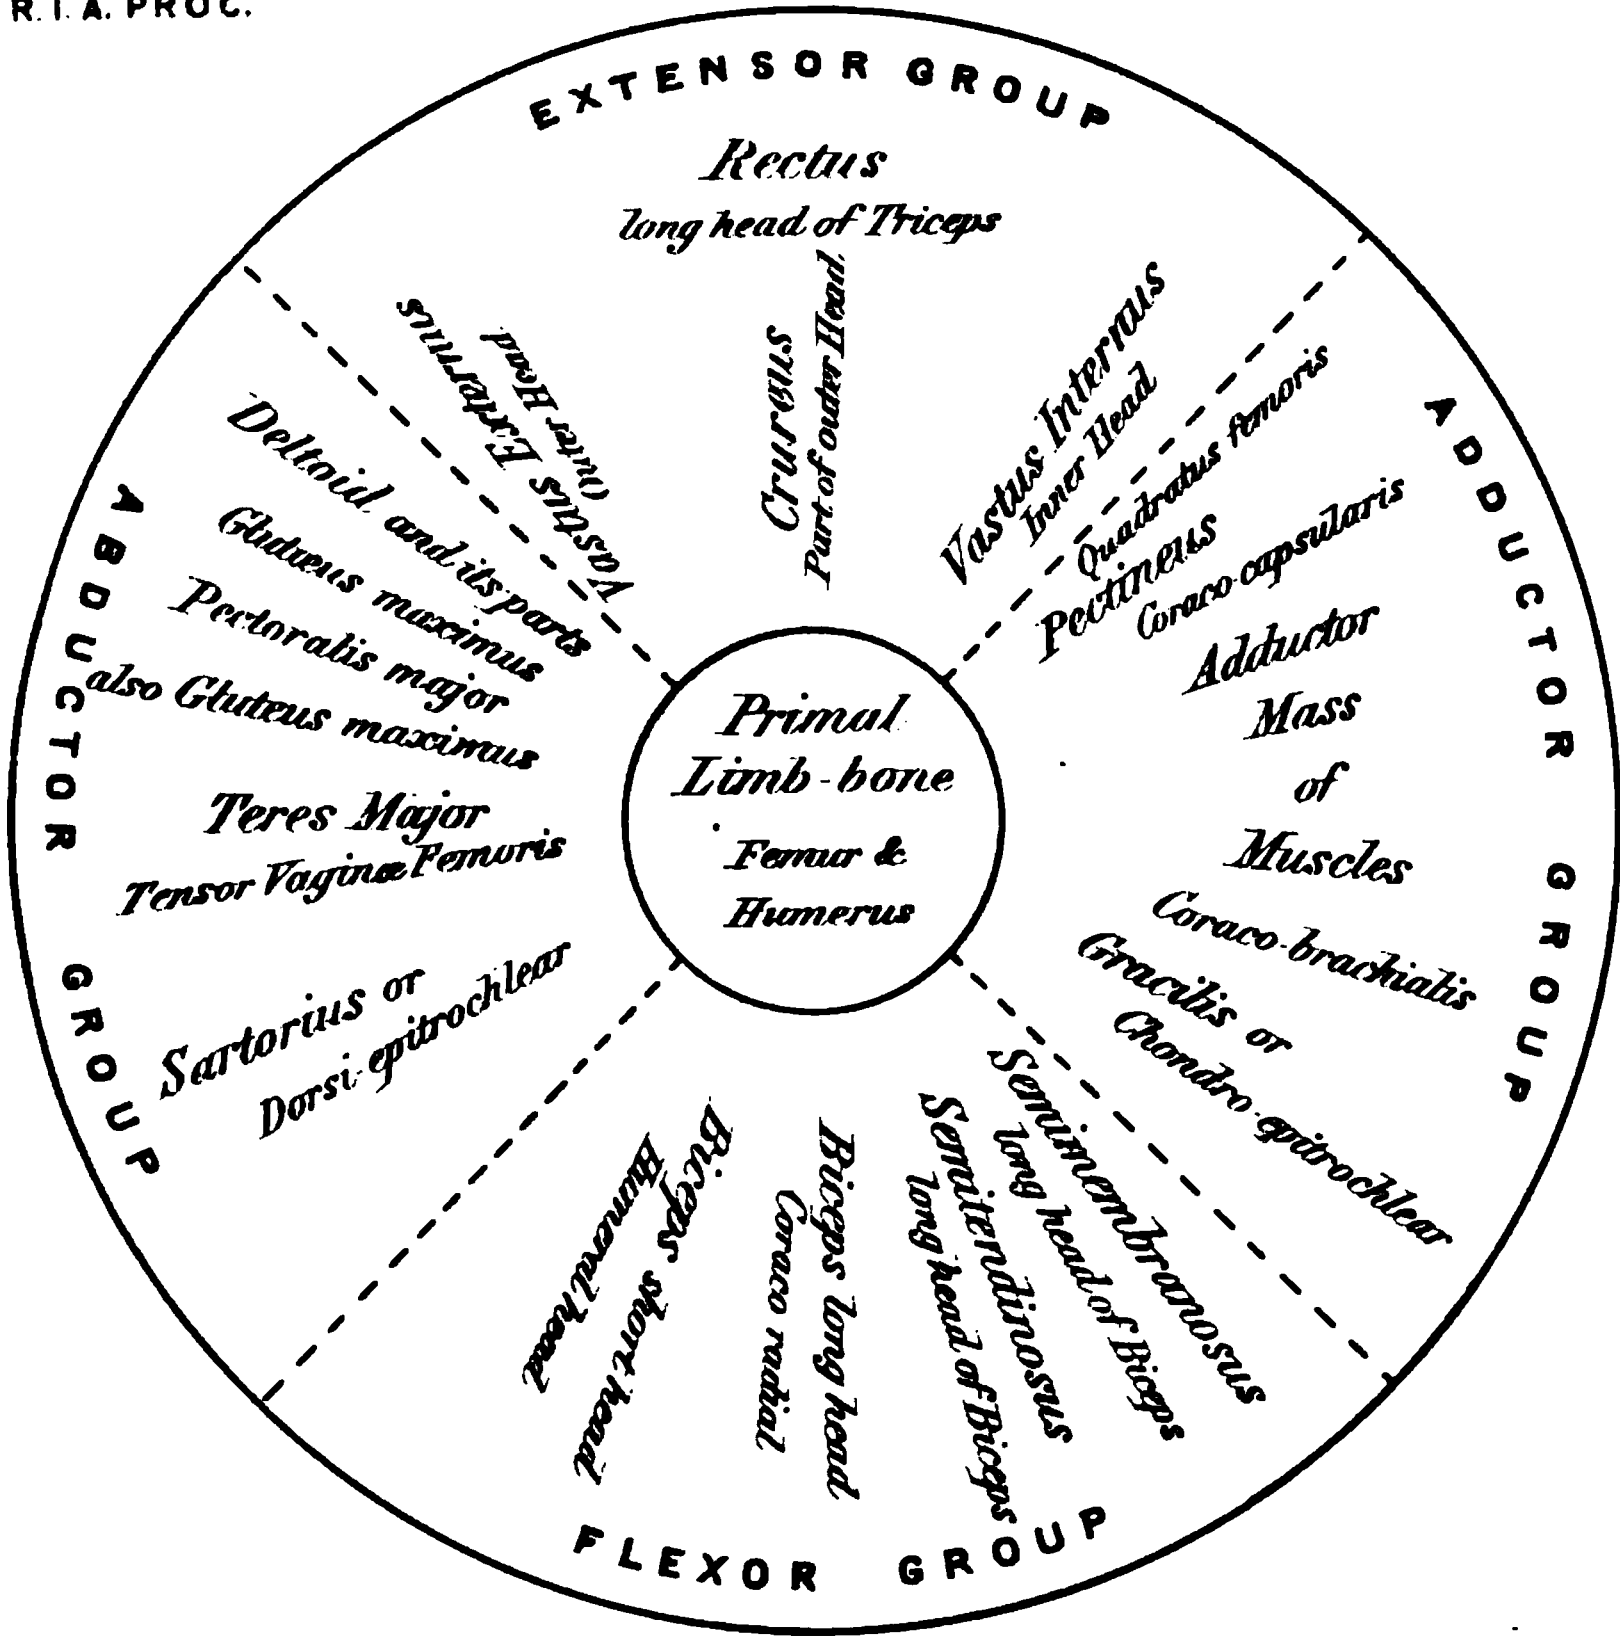 R. I. A. PROC.
EXTENSOR GROUP
Rectus
long head of Triceps
Vastus Externus
Outer Head
Crureus
Part of outer Head.
Vastus Internus
Inner Head
ADDUCTOR GROUP
Quadratus femoris
Pectineus
Coraco-capsularis
Adductor
Mass
of
Muscles
Coraco-brachialis
Gracilis or
Chondro-epitrochlear
FLEXOR GROUP
Semimembranosus
long head of Biceps
Semitendinosus
long head of Biceps
Biceps long head
Coraco radial
Biceps short head
Humeral head
ABDUCTOR GROUP
Deltoid and its parts
Glutæus maximus
Pectoralis major
also Gluteus maximus
Teres Major
Tensor Vaginæ Femoris
Sartorius or
Dorsi-epitrochlear
Primal
Limb-bone
Femur &
Humerus